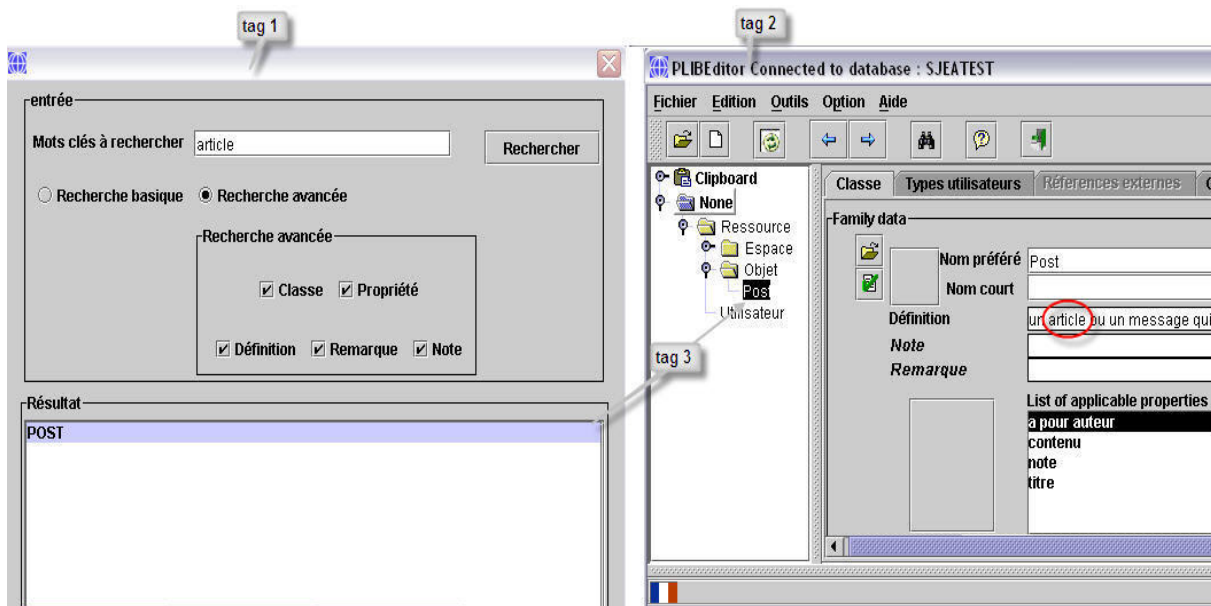 tag 1
entrée
Mots clés à rechercher article Rechercher
Recherche basique Recherche avancée
Recherche avancée
Classe Propriété
Définition Remarque Note
Résultat
POST
tag 2
PLIBEditor Connected to database : SJEATEST
Fichier Edition Outils Option Aide
Clipboard
None
Ressource
Espace
Objet
Post
Utilisateur
tag 3
Classe Types utilisateurs Réferences externes
Family data
Nom préféré Post
Nom court
Définition un article ou un message qui
Note
Remarque
List of applicable properties
a pour auteur
contenu
note
titre